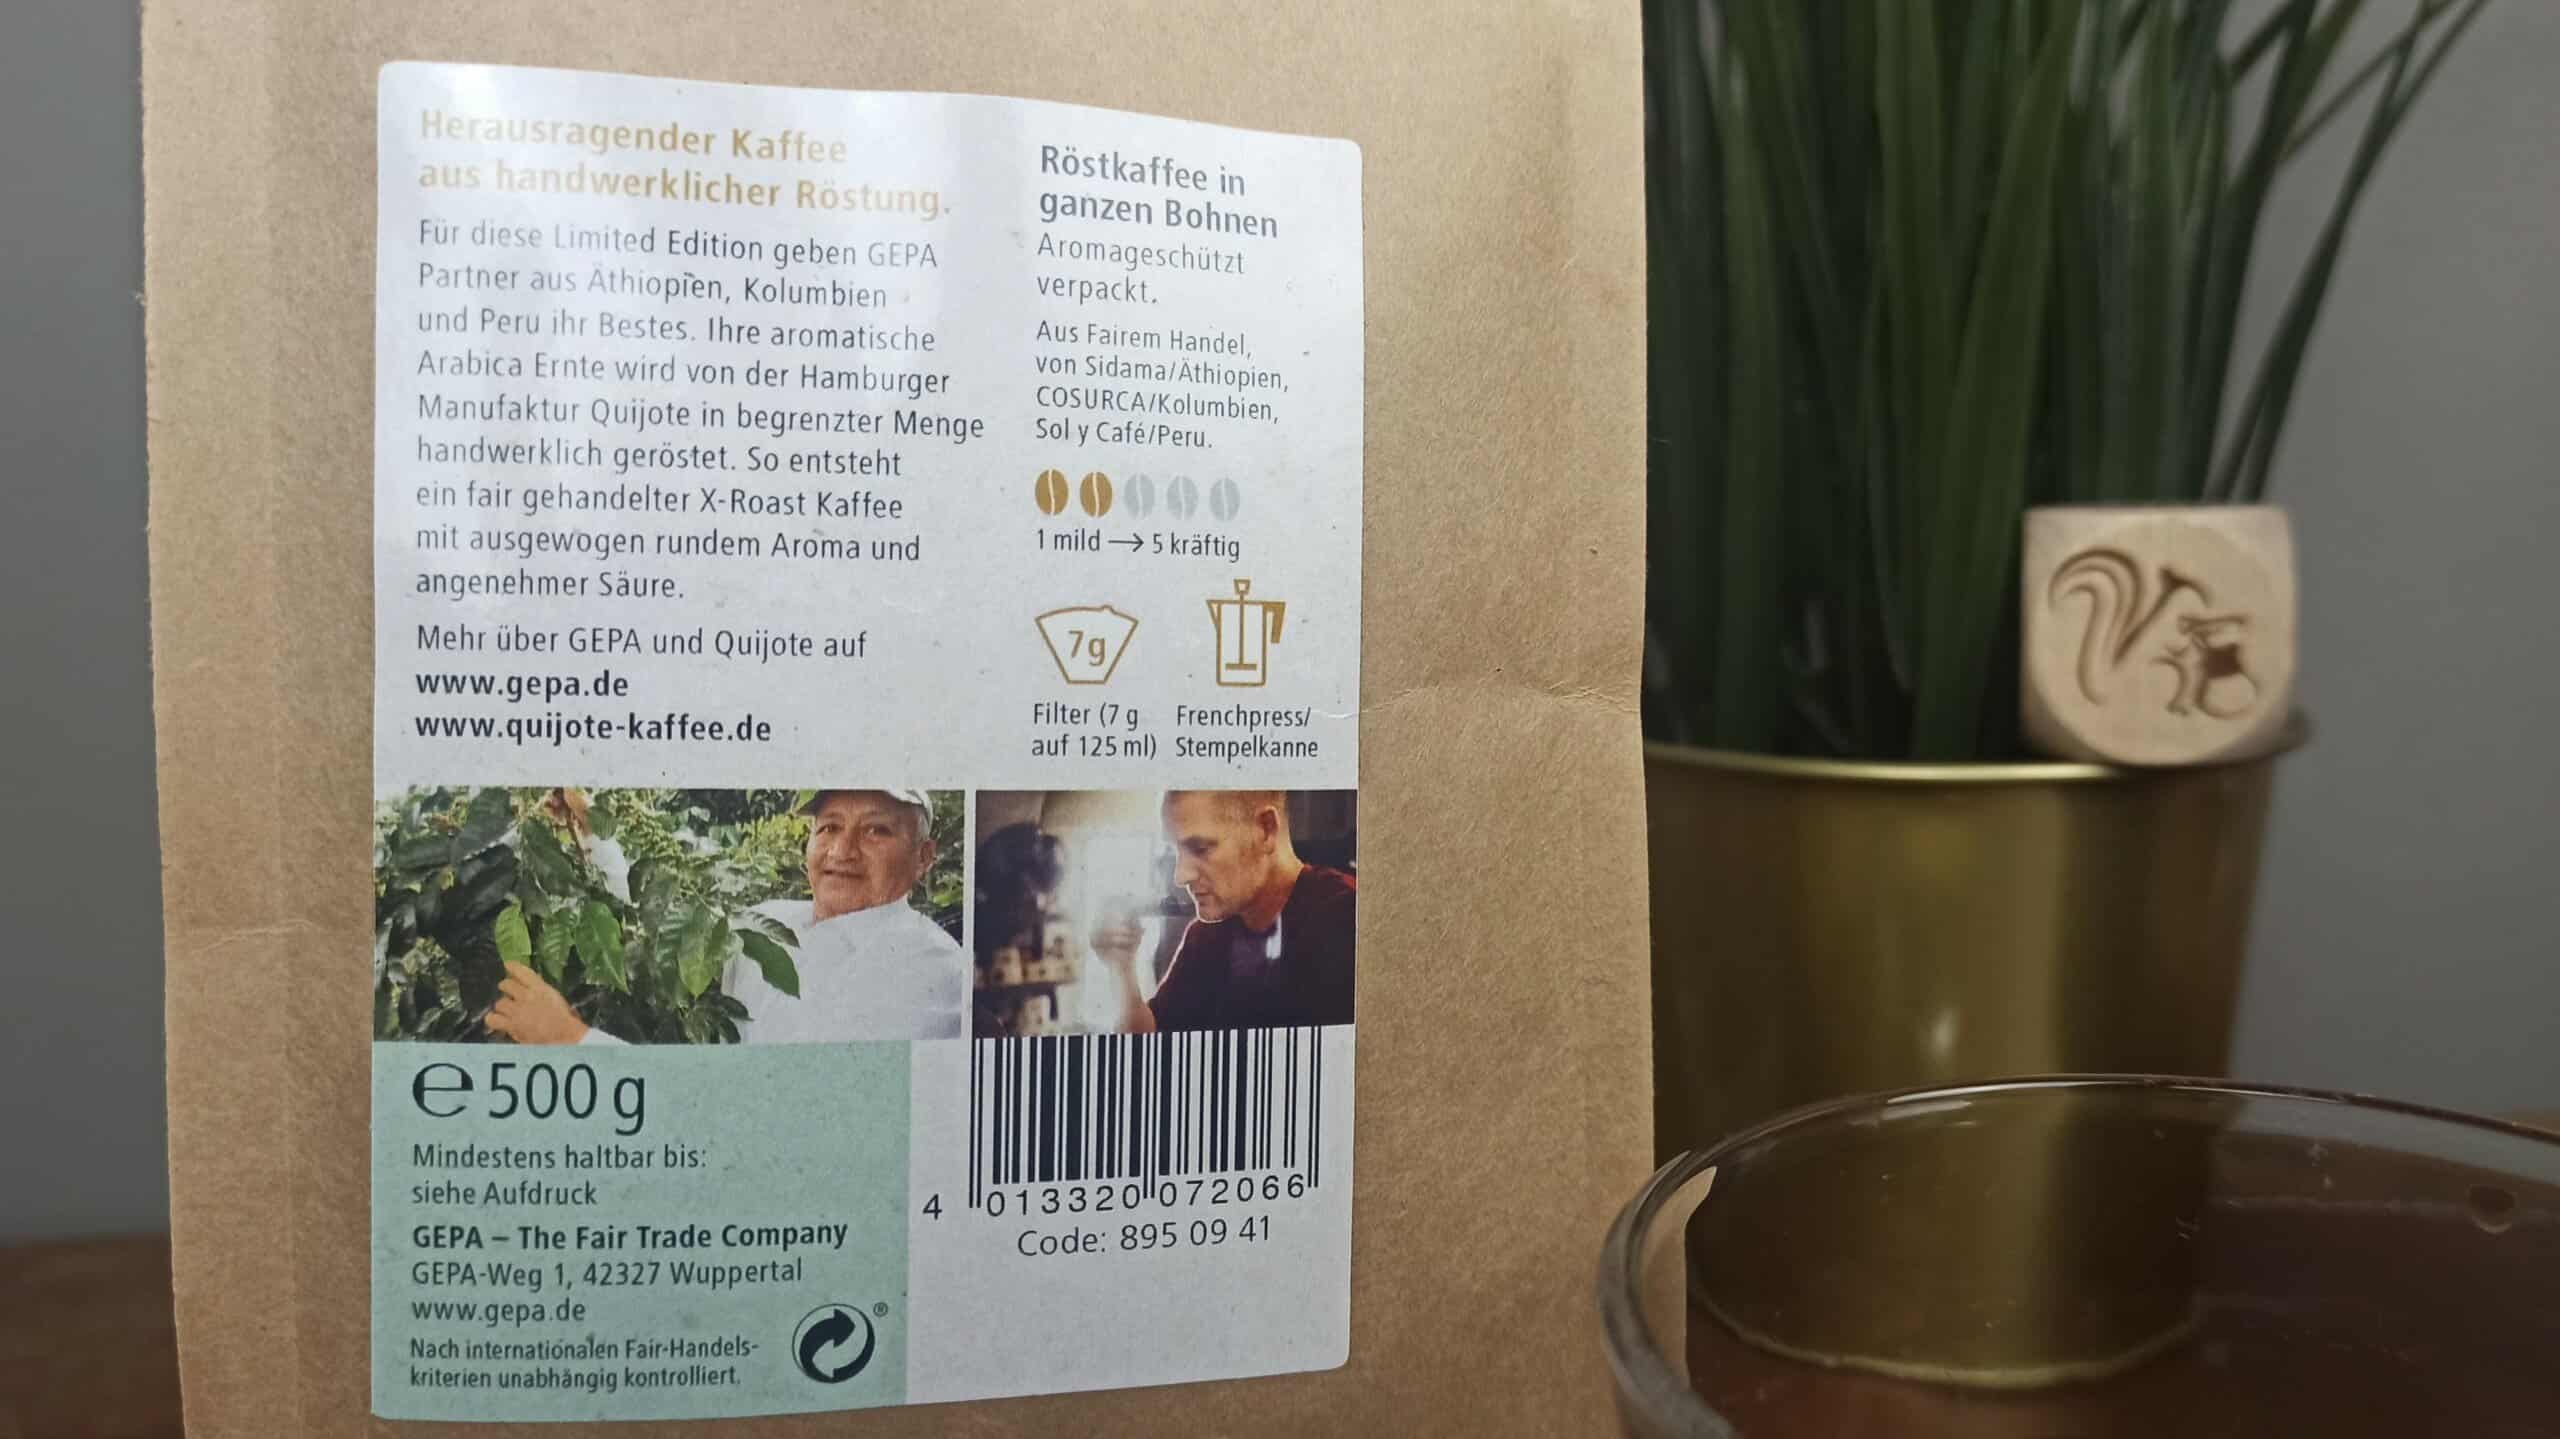 Herausragender Kaffee
aus handwerklicher Röstung.
Für diese Limited Edition geben GEPA
Partner aus Äthiopien, Kolumbien
und Peru ihr Bestes. Ihre aromatische
Arabica Ernte wird von der Hamburger
Manufaktur Quijote in begrenzter Menge
handwerklich geröstet. So entsteht
ein fair gehandelter X-Roast Kaffee
mit ausgewogen rundem Aroma und
angenehmer Säure.
Mehr über GEPA und Quijote auf
www.gepa.de
www.quijote-kaffee.de
Röstkaffee in
ganzen Bohnen
Aromageschützt
verpackt.
Aus Fairem Handel,
von Sidama/Äthiopien,
COSURCA/Kolumbien,
Sol y Café/Peru.
1 mild → 5 kräftig
7g
Filter (7 g
auf 125 ml)
Frenchpress/
Stempelkanne
℮ 500 g
Mindestens haltbar bis:
siehe Aufdruck
GEPA – The Fair Trade Company
GEPA-Weg 1, 42327 Wuppertal
www.gepa.de
Nach internationalen Fair-Handels-
kriterien unabhängig kontrolliert.
®
4 013320 072066
Code: 895 09 41